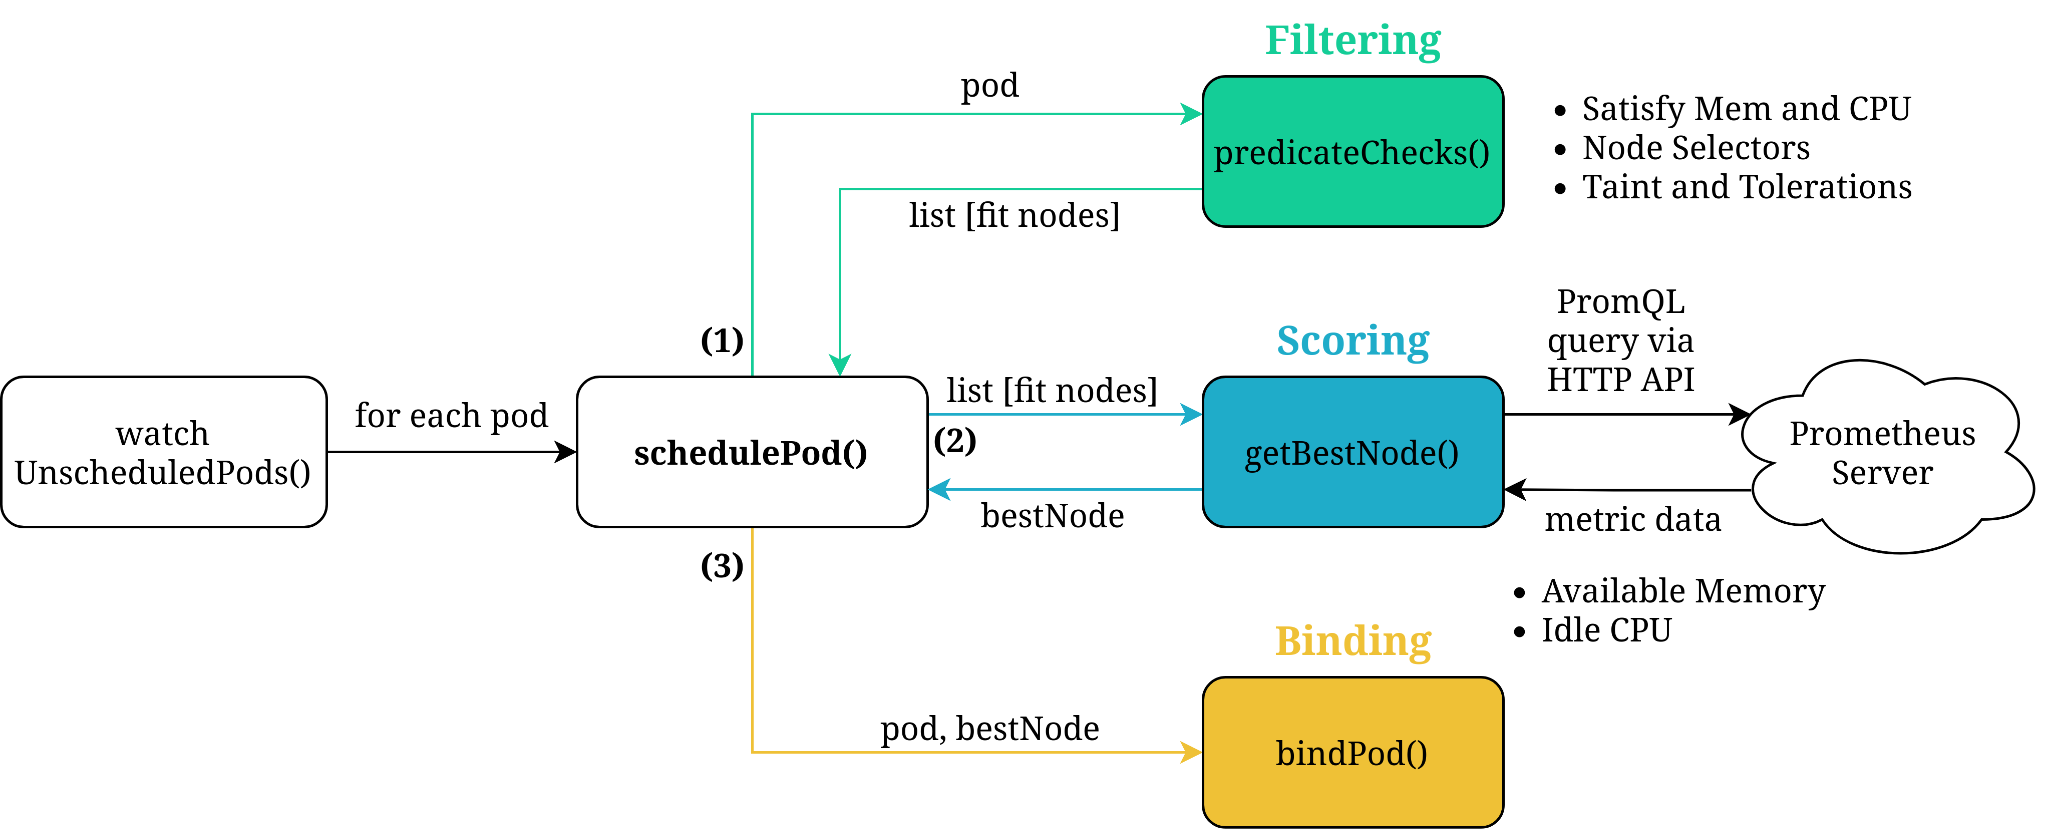 Filtering
pod
predicateChecks()
• Satisfy Mem and CPU
• Node Selectors
• Taint and Tolerations
list [fit nodes]
(1)
Scoring
PromQL
query via
HTTP API
watch
UnscheduledPods()
for each pod
schedulePod()
list [fit nodes]
(2)
bestNode
getBestNode()
Prometheus
Server
metric data
• Available Memory
• Idle CPU
(3)
Binding
pod, bestNode
bindPod()